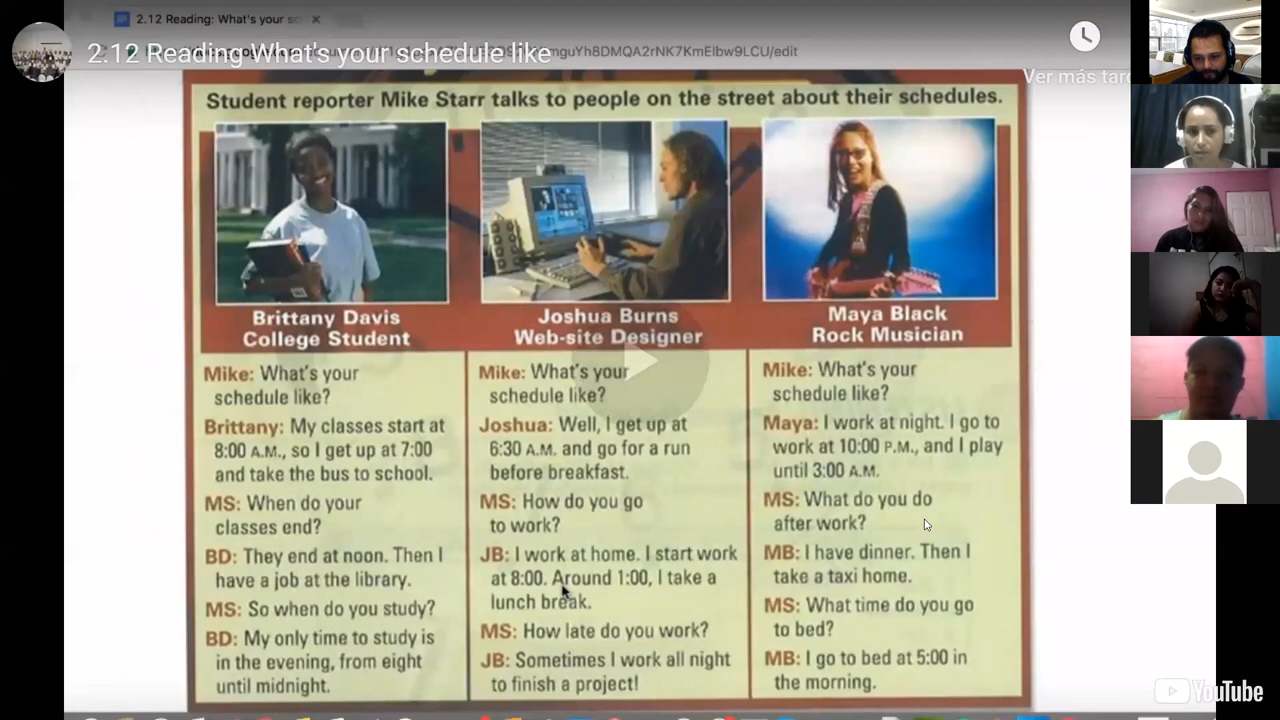 2.12 Reading: What's your sc
2.12 Reading What's your schedule like
mguYh8DMQA2rNK7KmElbw9LCU/edit
Ver más tard
Student reporter Mike Starr talks to people on the street about their schedules.
Brittany Davis
College Student
Mike: What's your
schedule like?
Brittany: My classes start at
8:00 A.M., so I get up at 7:00
and take the bus to school.
MS: When do your
classes end?
BD: They end at noon. Then I
have a job at the library.
MS: So when do you study?
BD: My only time to study is
in the evening, from eight
until midnight.
Joshua Burns
Web-site Designer
Mike: What's your
schedule like?
Joshua: Well, I get up at
6:30 A.M. and go for a run
before breakfast.
MS: How do you go
to work?
JB: I work at home. I start work
at 8:00. Around 1:00, I take a
lunch break.
MS: How late do you work?
JB: Sometimes I work all night
to finish a project!
Maya Black
Rock Musician
Mike: What's your
schedule like?
Maya: I work at night. I go to
work at 10:00 P.M., and I play
until 3:00 A.M.
MS: What do you do
after work?
MB: I have dinner. Then I
take a taxi home.
MS: What time do you go
to bed?
MB: I go to bed at 5:00 in
the morning.
YouTube